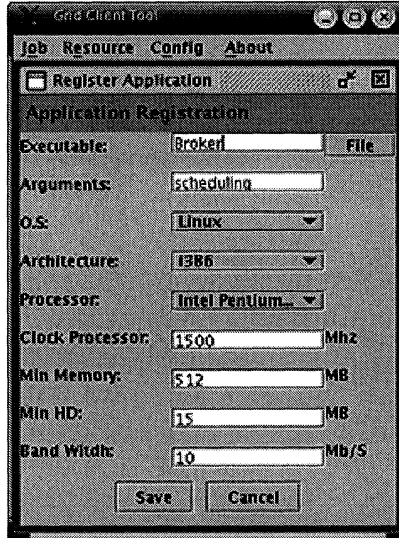 Grid Client Tool
Job Resource Config About
Register Application
Application Registration
Executable: Broker File
Arguments: scheduling
O.S: Linux
Architecture: i386
Processor: Intel Pentium...
Clock Processor: 1500 Mhz
Min Memory: 512 MB
Min HD: 15 MB
Band Witdh: 10 Mb/S
Save Cancel